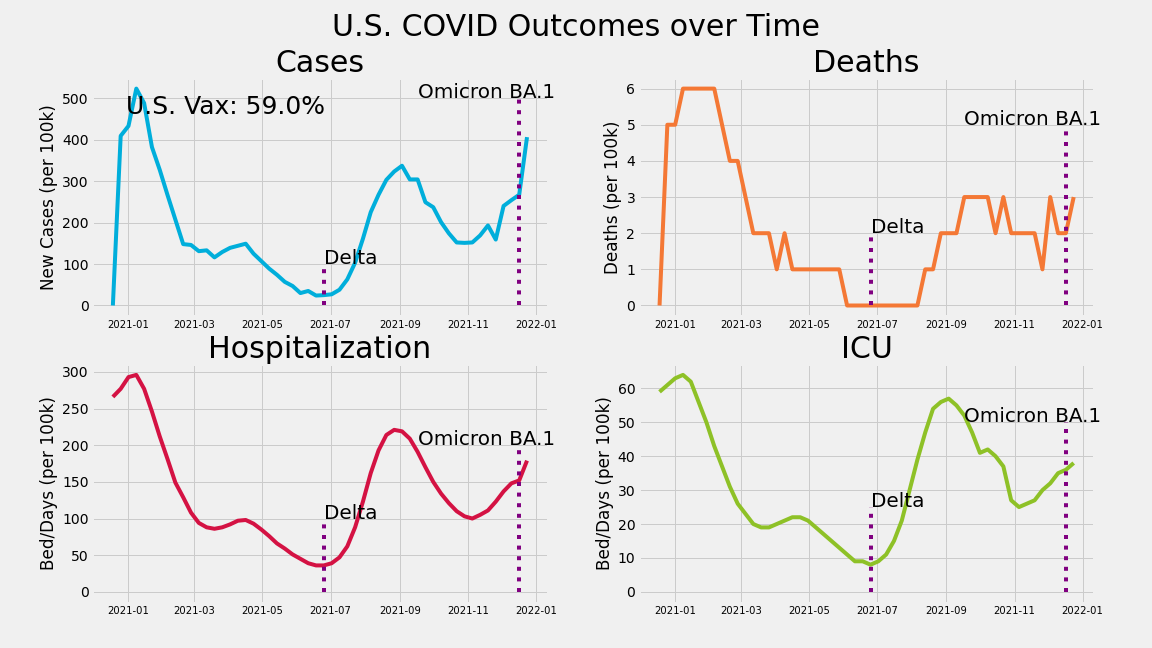 U.S. COVID Outcomes over Time
Cases
New Cases (per 100k)
500
400
300
200
100
0
U.S. Vax: 59.0%
Omicron BA.1
Delta
2021-01 2021-03 2021-05 2021-07 2021-09 2021-11 2022-01
Deaths
Deaths (per 100k)
6
5
4
3
2
1
0
Omicron BA.1
Delta
2021-01 2021-03 2021-05 2021-07 2021-09 2021-11 2022-01
Hospitalization
Bed/Days (per 100k)
300
250
200
150
100
50
0
Omicron BA.1
Delta
2021-01 2021-03 2021-05 2021-07 2021-09 2021-11 2022-01
ICU
Bed/Days (per 100k)
60
50
40
30
20
10
0
Omicron BA.1
Delta
2021-01 2021-03 2021-05 2021-07 2021-09 2021-11 2022-01